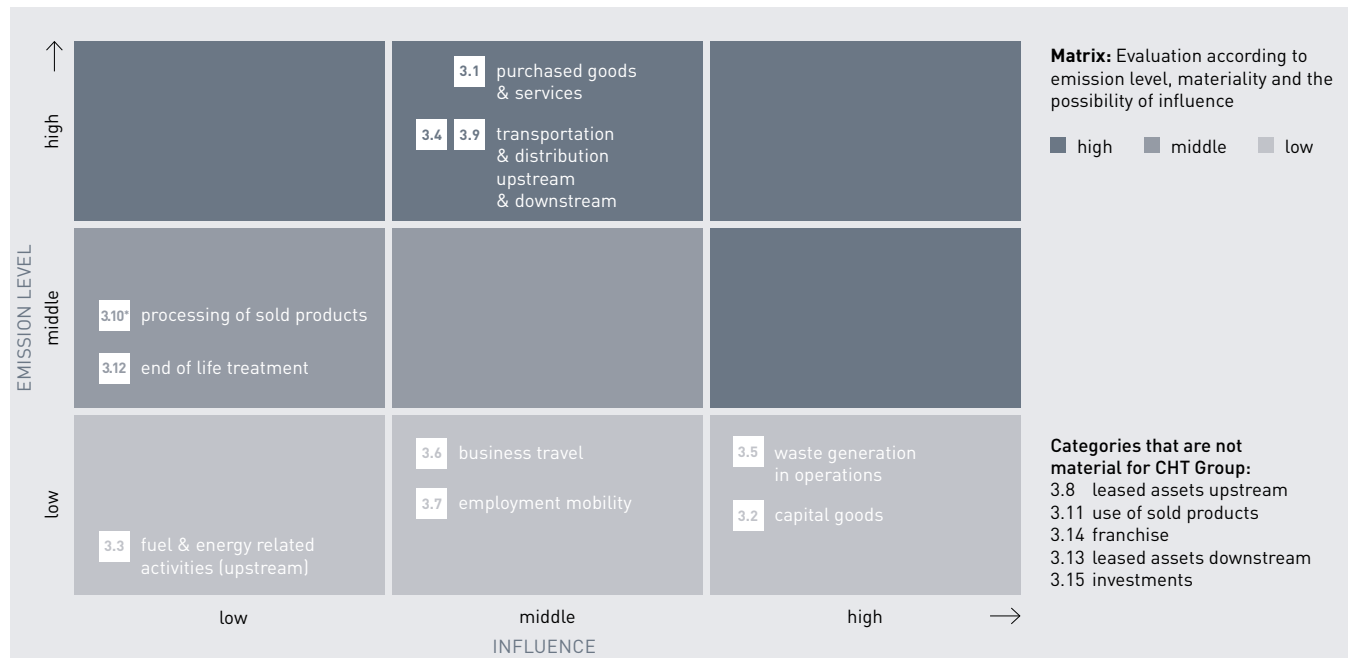 EMISSION LEVEL
high
middle
low
3.1 purchased goods
& services
3.4 3.9 transportation
& distribution
upstream
& downstream
3.10* processing of sold products
3.12 end of life treatment
3.3 fuel & energy related
activities (upstream)
3.6 business travel
3.7 employment mobility
3.5 waste generation
in operations
3.2 capital goods
low
middle
high
INFLUENCE
Matrix: Evaluation according to
emission level, materiality and the
possibility of influence
high middle low
Categories that are not
material for CHT Group:
3.8 leased assets upstream
3.11 use of sold products
3.14 franchise
3.13 leased assets downstream
3.15 investments